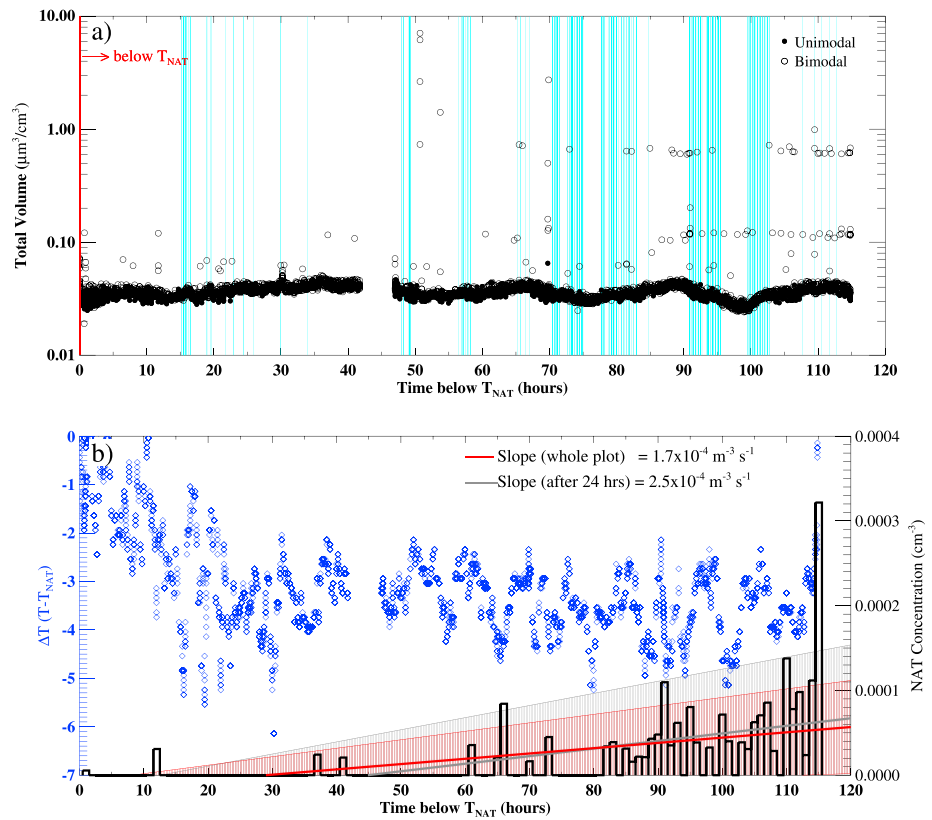 a)
below T_NAT
Unimodal
Bimodal
Total Volume (μm³/cm³)
10.00
1.00
0.10
0.01
0 10 20 30 40 50 60 70 80 90 100 110 120
Time below T_NAT (hours)
b)
Slope (whole plot) = 1.7x10⁻⁴ m⁻³ s⁻¹
Slope (after 24 hrs) = 2.5x10⁻⁴ m⁻³ s⁻¹
ΔT (T-T_NAT)
0
-1
-2
-3
-4
-5
-6
-7
0.0004
0.0003
0.0002
0.0001
0.0000
NAT Concentration (cm⁻³)
0 10 20 30 40 50 60 70 80 90 100 110 120
Time below T_NAT (hours)